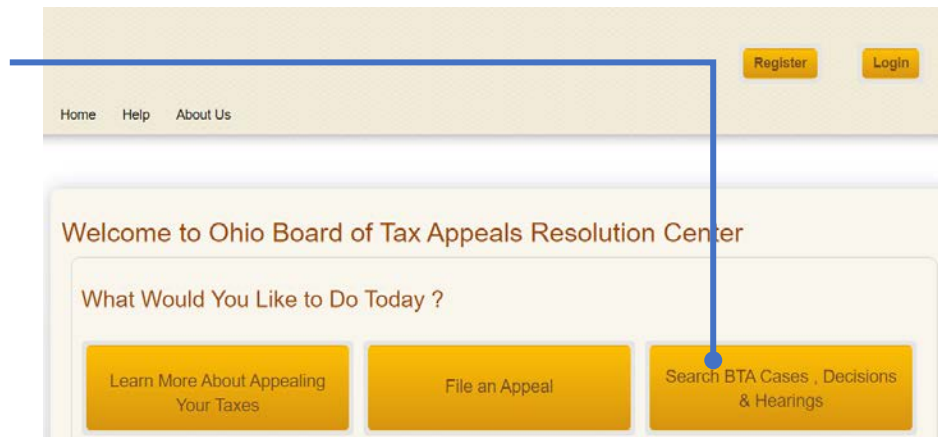 Register Login
Home Help About Us
Welcome to Ohio Board of Tax Appeals Resolution Center
What Would You Like to Do Today ?
Learn More About Appealing
Your Taxes
File an Appeal
Search BTA Cases , Decisions
& Hearings